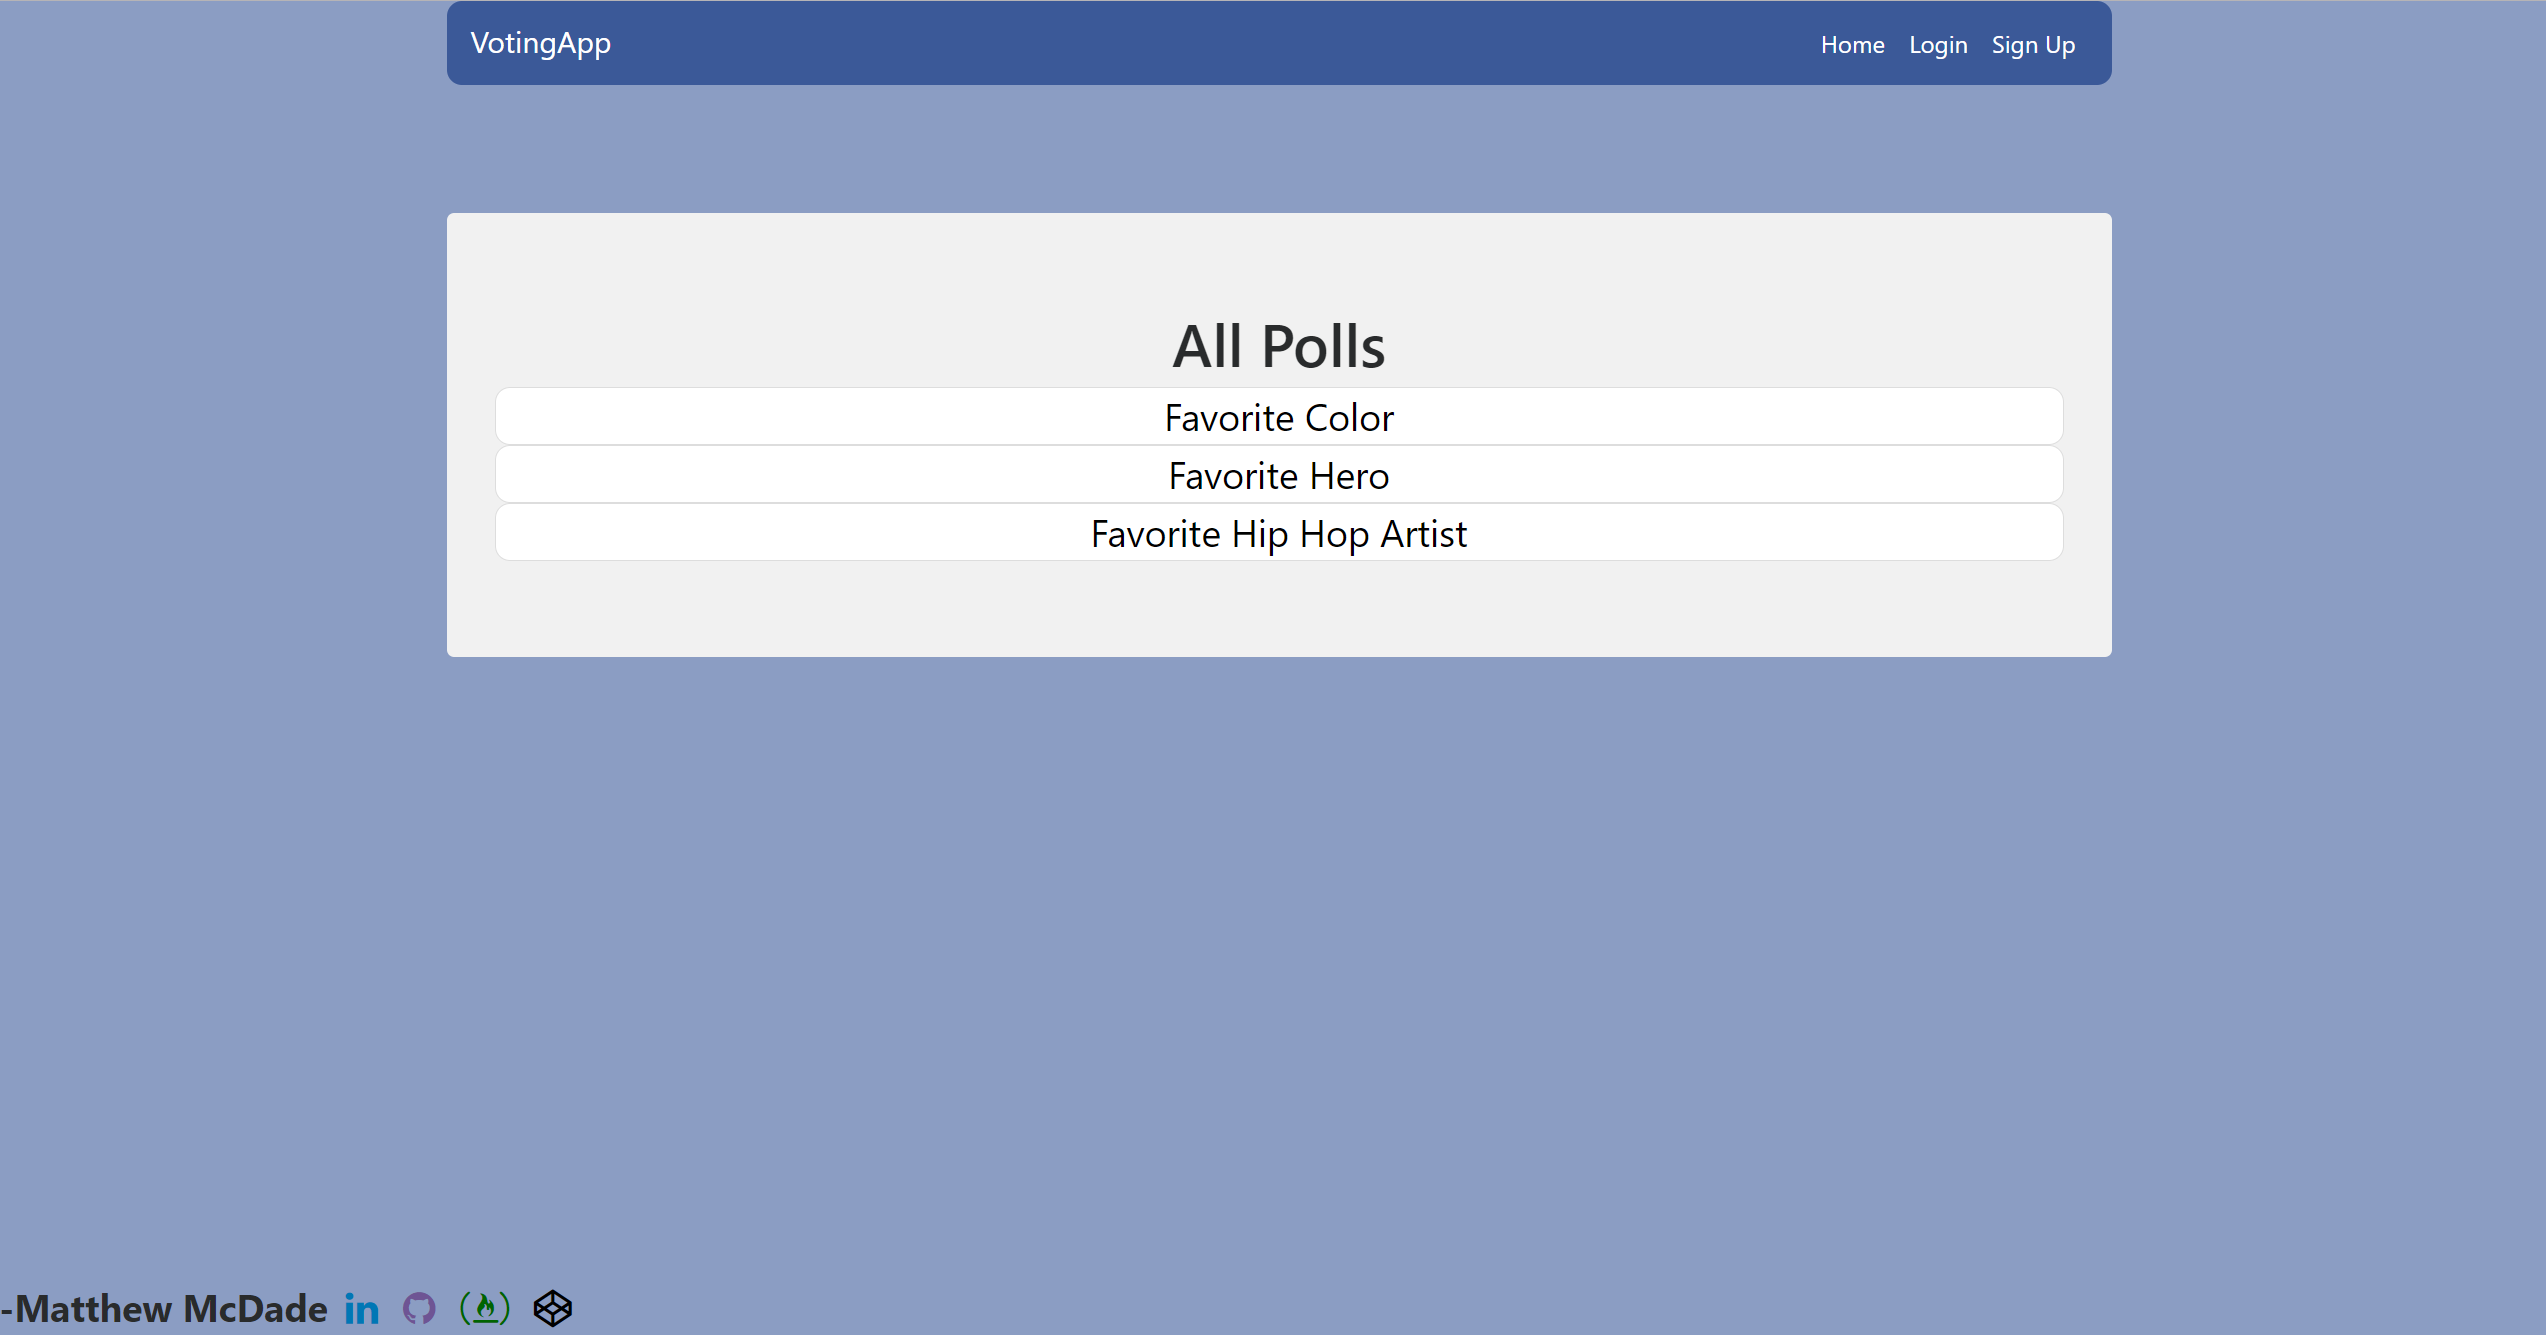 VotingApp Home Login Sign Up
All Polls
Favorite Color
Favorite Hero
Favorite Hip Hop Artist
-Matthew McDade in